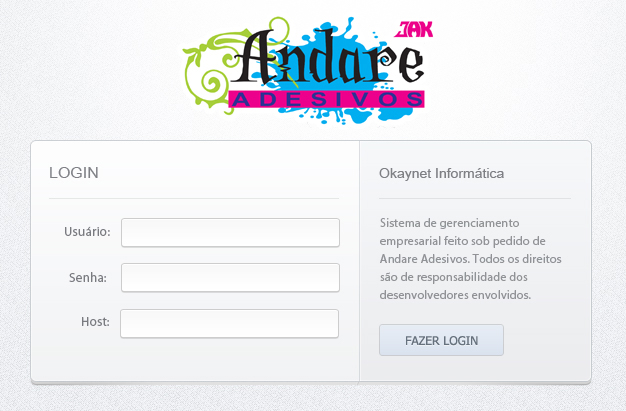 JAK
Andare
ADESIVOS
LOGIN
Usuário:
Senha:
Host:
Okaynet Informática
Sistema de gerenciamento
empresarial feito sob pedido de
Andare Adesivos. Todos os direitos
são de responsabilidade dos
desenvolvedores envolvidos.
FAZER LOGIN